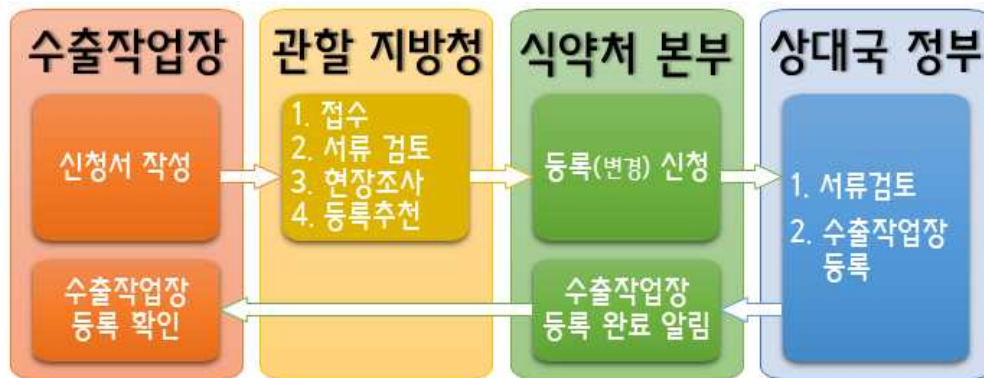 수출작업장
신청서 작성
수출작업장
등록 확인
관할 지방청
1. 접수
2. 서류 검토
3. 현장조사
4. 등록추천
식약처 본부
등록(변경) 신청
수출작업장
등록 완료 알림
상대국 정부
1. 서류검토
2. 수출작업장
등록